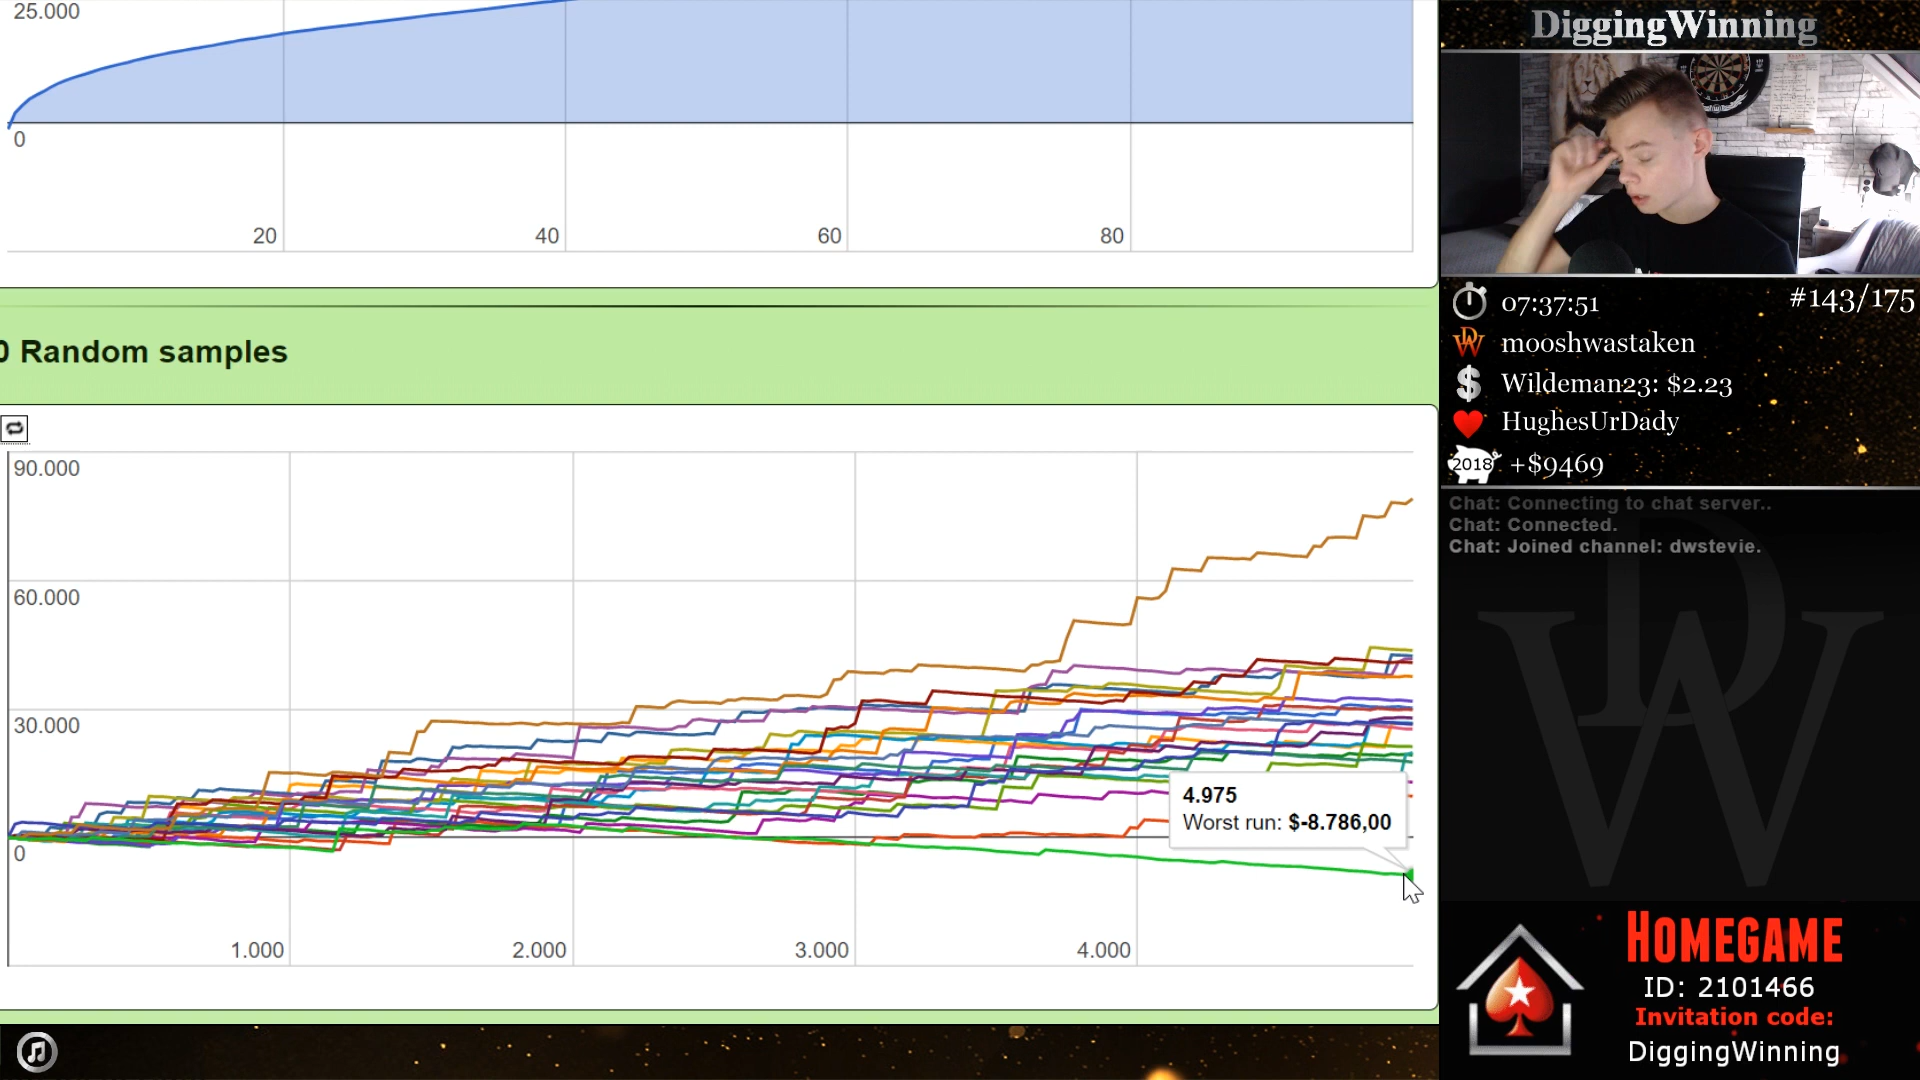 25.000
0
20
40
60
80
0 Random samples
90.000
60.000
30.000
0
4.975
Worst run: $-8.786,00
1.000
2.000
3.000
4.000
DiggingWinning
07:37:51
#143/175
mooshwastaken
Wildeman23: $2.23
HughesUrDady
2018
+$9469
Chat: Connecting to chat server..
Chat: Connected.
Chat: Joined channel: dwstevie.
DW
HOMEGAME
ID: 2101466
Invitation code:
DiggingWinning